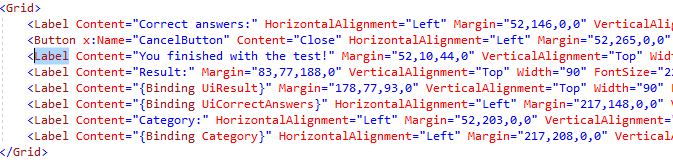 <Grid>
<Label Content="Correct answers:" HorizontalAlignment="Left" Margin="52,146,0,0"
<Button x:Name="CancelButton" Content="Close" HorizontalAlignment="Left" Margin="52,265,0,0"
<Label Content="You finished with the test!" Margin="52,10,44,0" VerticalAlignment="Top"
<Label Content="Result:" Margin="83,77,188,0" VerticalAlignment="Top" Width="90"
<Label Content="{Binding UiResult}" Margin="178,77,93,0" VerticalAlignment="Top" Width="90"
<Label Content="{Binding UiCorrectAnswers}" HorizontalAlignment="Left" Margin="217,148,0,0"
<Label Content="Category:" HorizontalAlignment="Left" Margin="52,203,0,0"
<Label Content="{Binding Category}" HorizontalAlignment="Left" Margin="217,208,0,0"
</Grid>